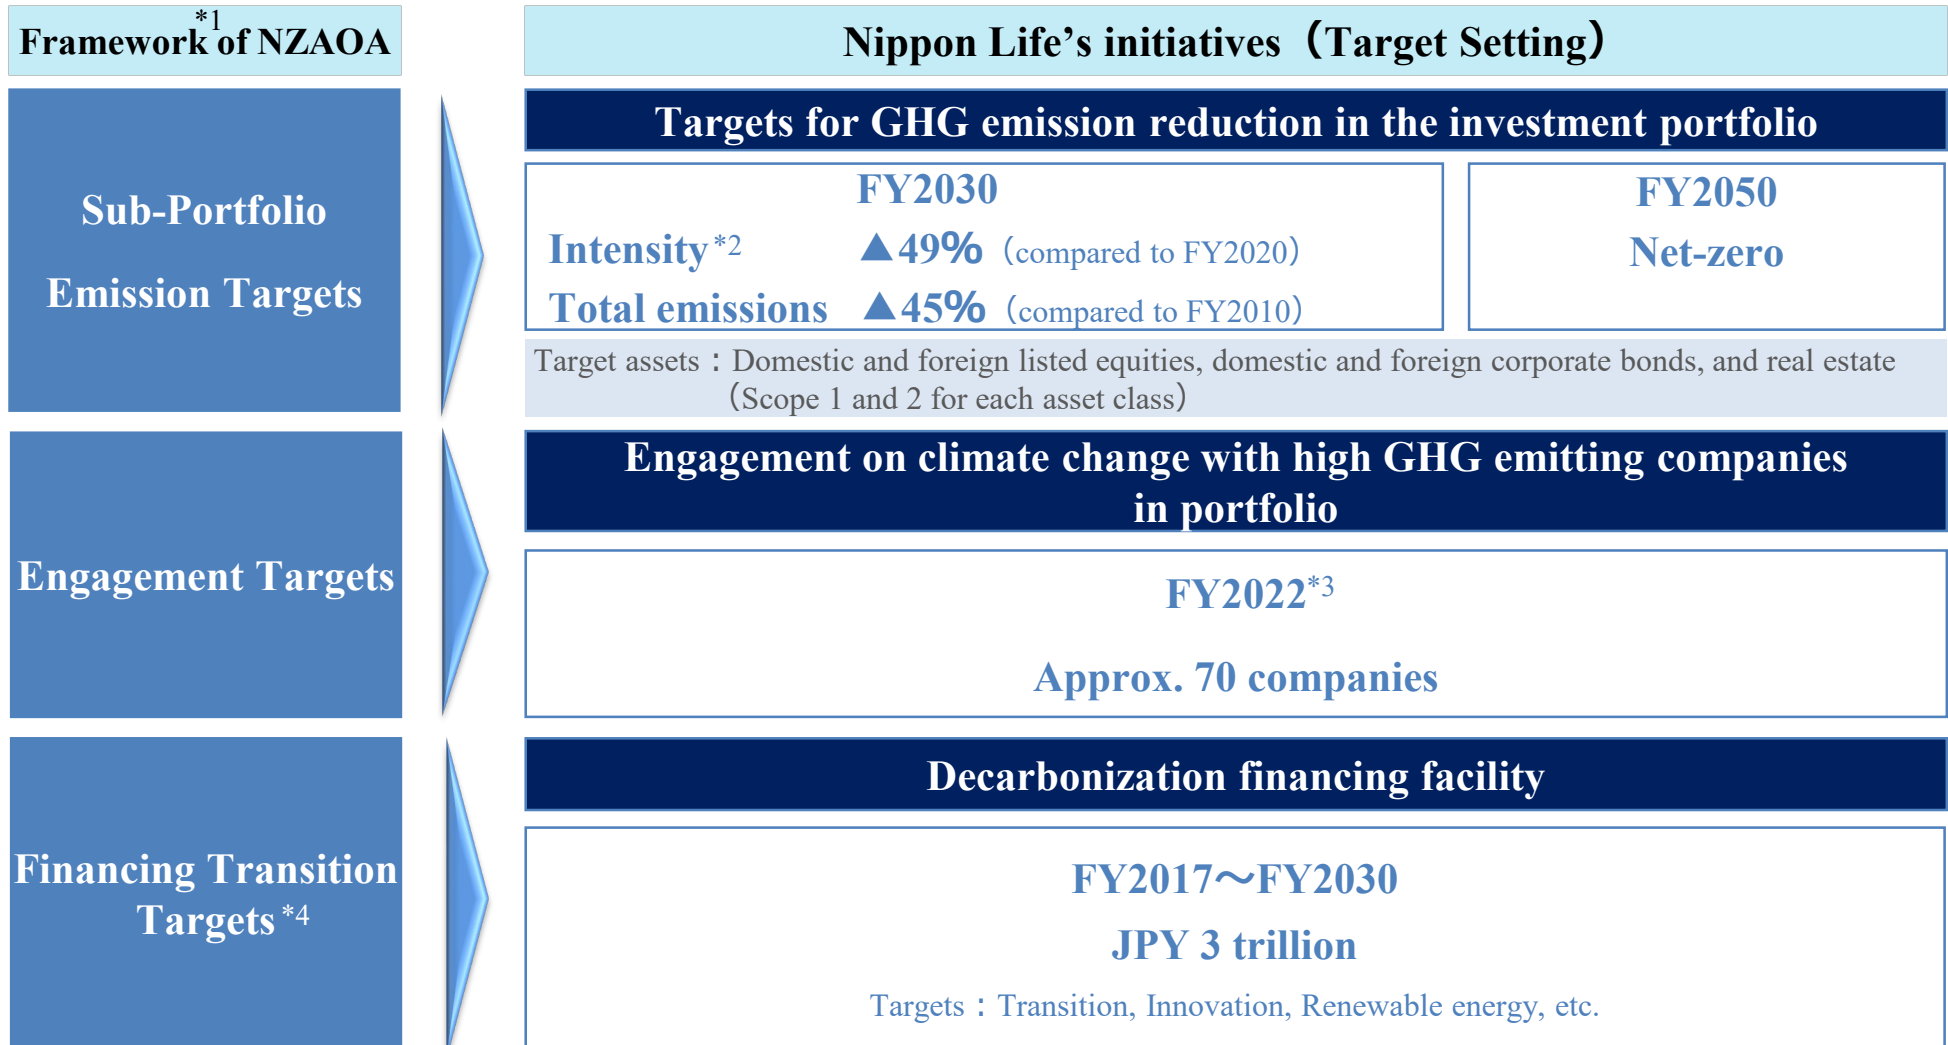 Framework*1 of NZAOA
Nippon Life’s initiatives（Target Setting）
Sub-Portfolio
Emission Targets
Targets for GHG emission reduction in the investment portfolio
FY2030
Intensity*2 ▲49%（compared to FY2020）
Total emissions ▲45%（compared to FY2010）
FY2050
Net-zero
Target assets：Domestic and foreign listed equities, domestic and foreign corporate bonds, and real estate
（Scope 1 and 2 for each asset class）
Engagement Targets
Engagement on climate change with high GHG emitting companies
in portfolio
FY2022*3
Approx. 70 companies
Financing Transition
Targets*4
Decarbonization financing facility
FY2017～FY2030
JPY 3 trillion
Targets：Transition, Innovation, Renewable energy, etc.